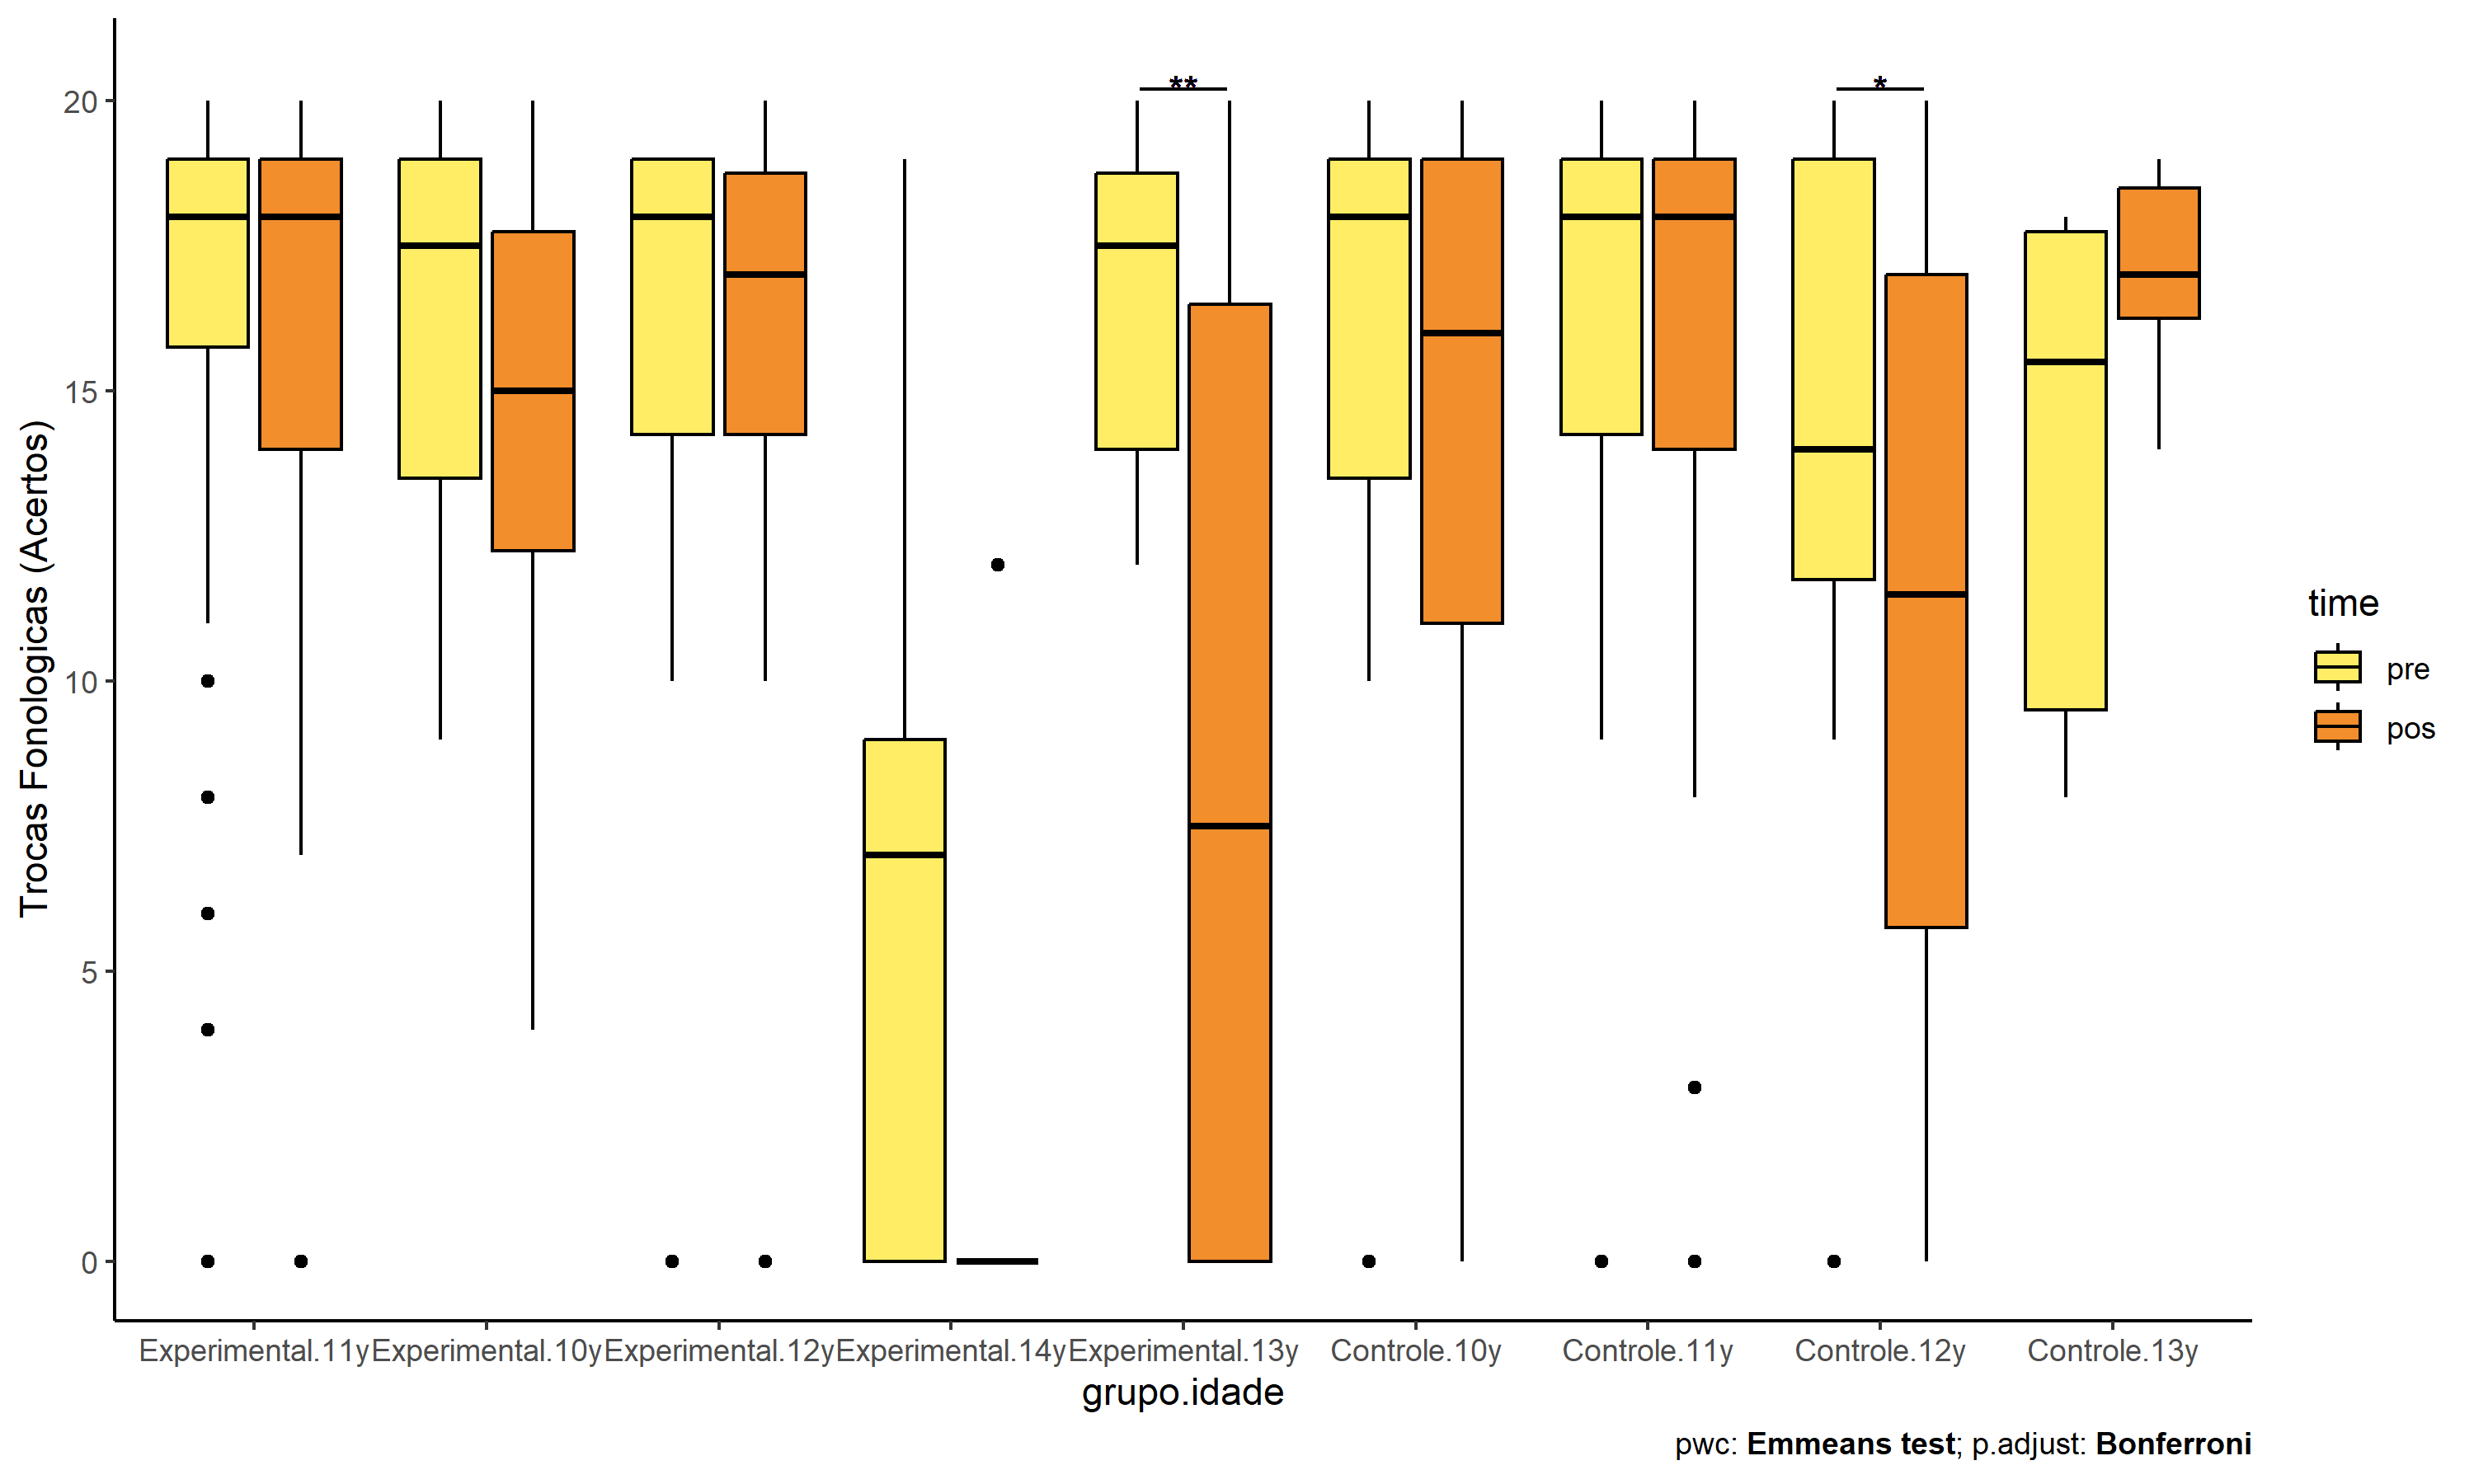 Trocas Fonologicas (Acertos)
20
15
10
5
0
**
*
Experimental.11y Experimental.10y Experimental.12y Experimental.14y Experimental.13y Controle.10y Controle.11y Controle.12y Controle.13y
grupo.idade
time
pre
pos
pwc: Emmeans test; p.adjust: Bonferroni